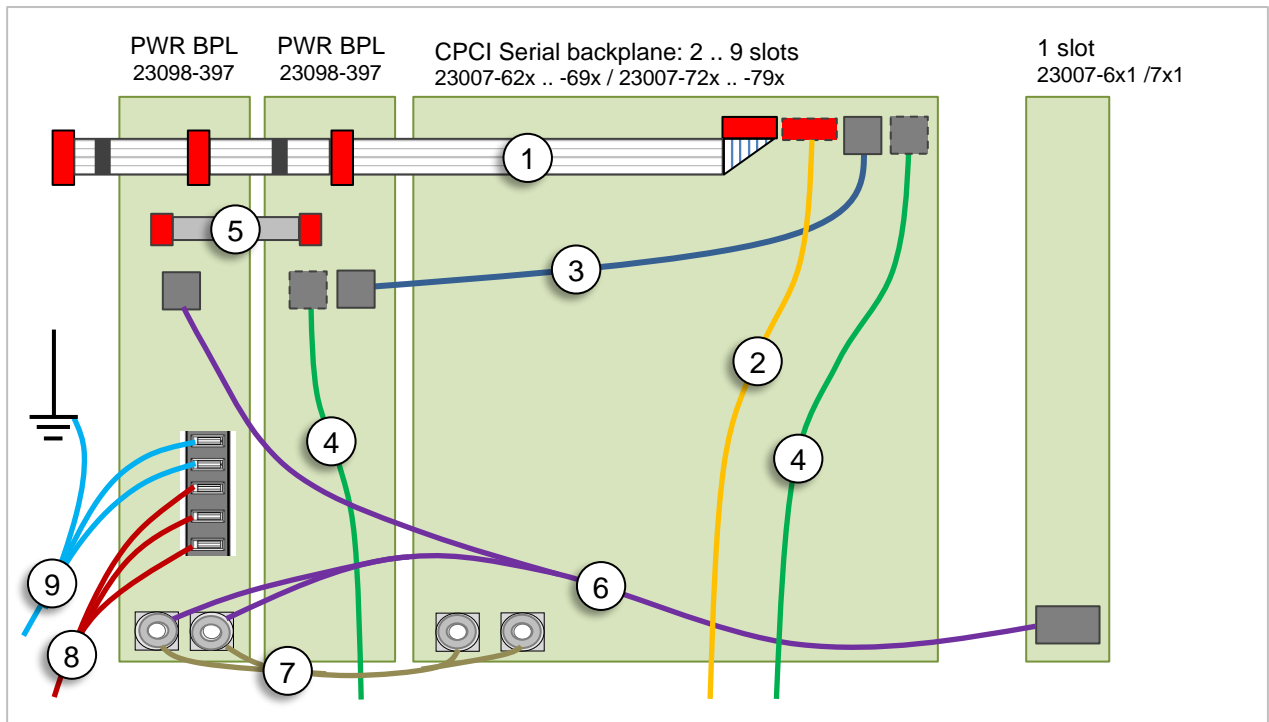 PWR BPL
23098-397
PWR BPL
23098-397
CPCI Serial backplane: 2 .. 9 slots
23007-62x .. -69x / 23007-72x .. -79x
1 slot
23007-6x1 /7x1
1
5
3
2
4
4
9
6
8
7